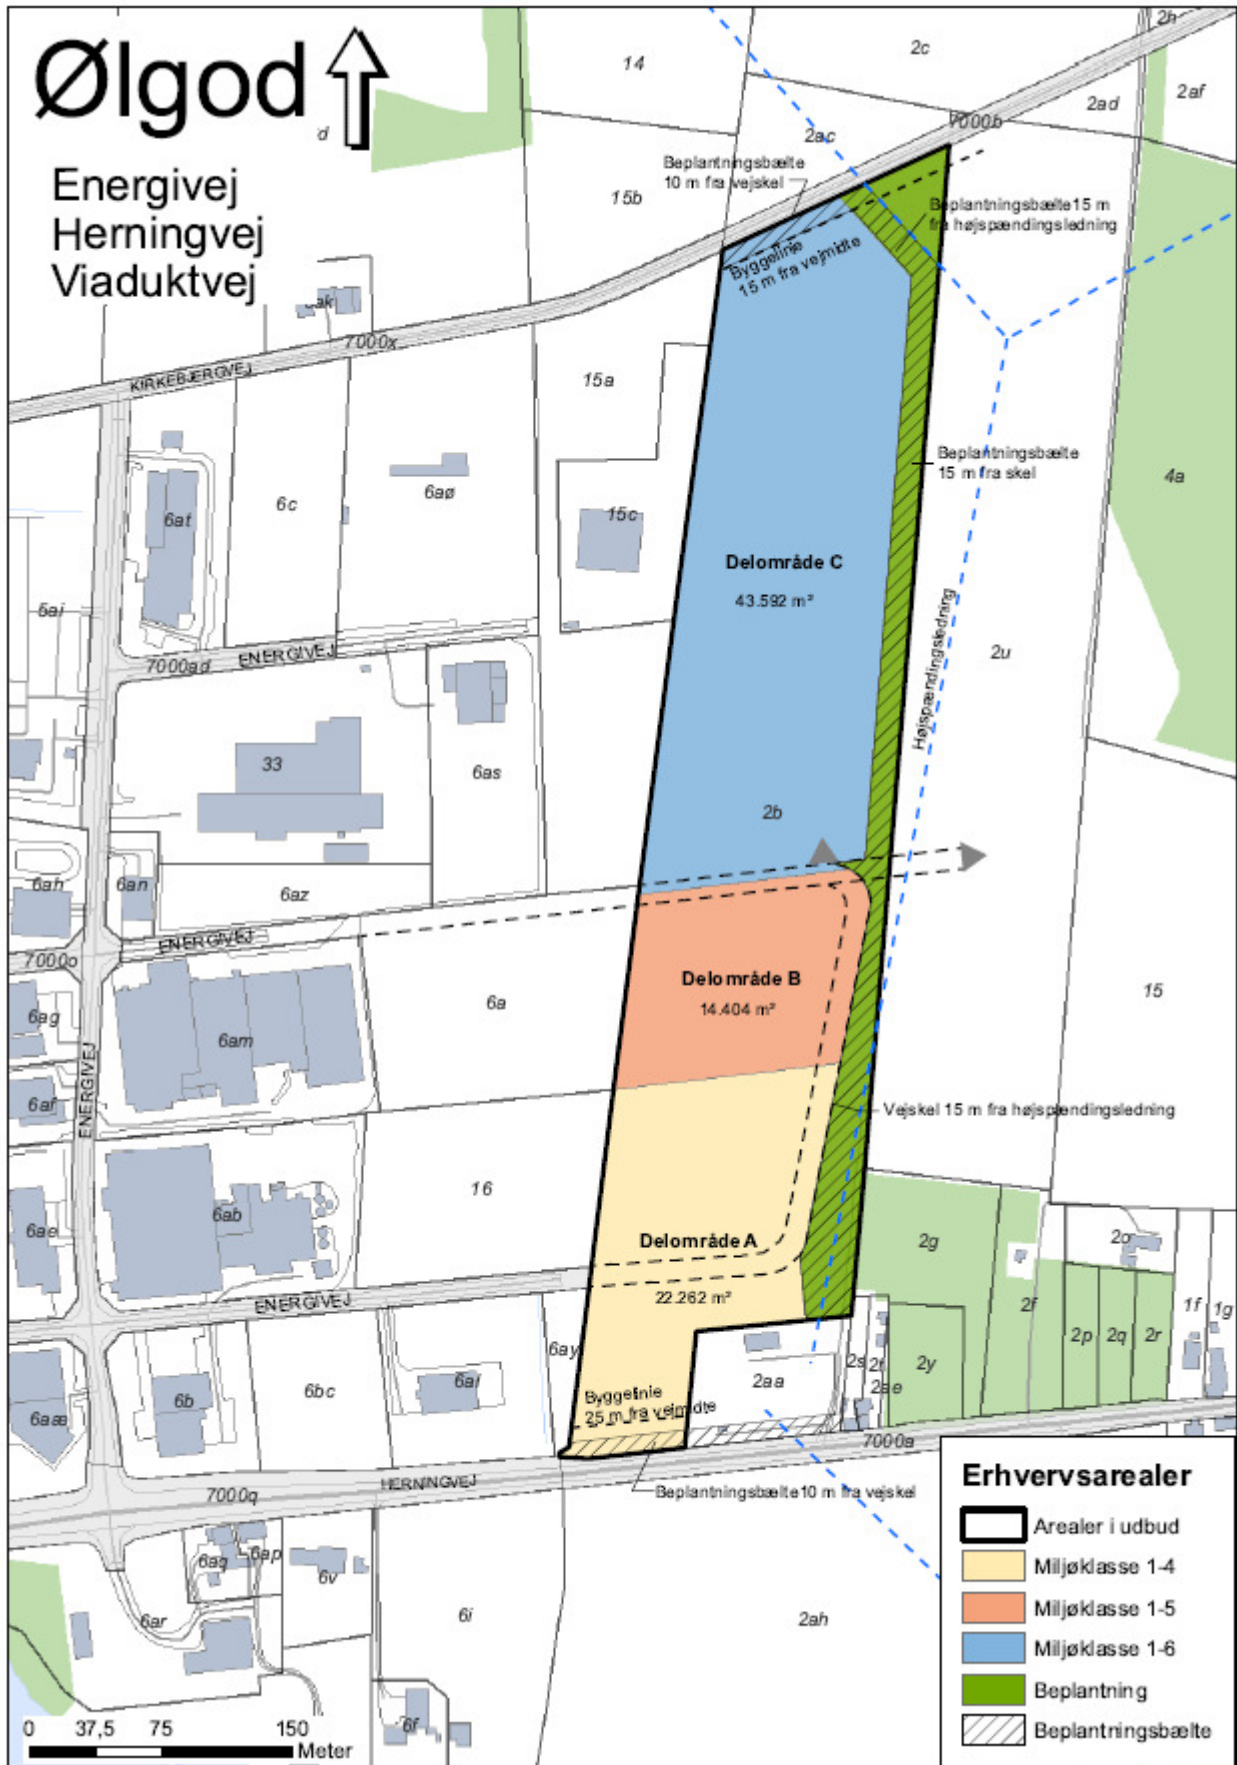 Ølgod
Energivej
Herningvej
Viaduktvej
14
2c
2h
2ad
2af
7000b
2ac
d
15b
Beplantningsbælte
10 m fra vejskel
Beplantningsbælte 15 m
fra højspændingsledning
Byggelinie
15 m fra vejmidte
7000x
KIRKEBJERGVEJ
15a
6at
6c
6aø
15c
Beplantningsbælte
15 m fra skel
4a
Delområde C
43.592 m²
6ai
7000ad
ENERGIVEJ
Højspændingsledning
2u
33
6as
2b
6ah
6an
6az
7000o
ENERGIVEJ
6ag
6am
6a
Delområde B
14.404 m²
15
6af
ENERGIVEJ
Vejskel 15 m fra højspændingsledning
6ae
6ab
16
Delområde A
22.262 m²
2g
2o
2f
1f
1g
ENERGIVEJ
2p
2q
2r
6ay
2s
2t
2y
6aæ
6b
6bc
2aa
2ae
Byggelinie
25 m fra vejmidte
7000a
HERNINGVEJ
7000q
Beplantningsbælte 10 m fra vejskel
6aq
6ap
6v
6ar
6i
2ah
6f
Erhvervsarealer
Arealer i udbud
Miljøklasse 1-4
Miljøklasse 1-5
Miljøklasse 1-6
Beplantning
Beplantningsbælte
0 37,5 75 150
Meter